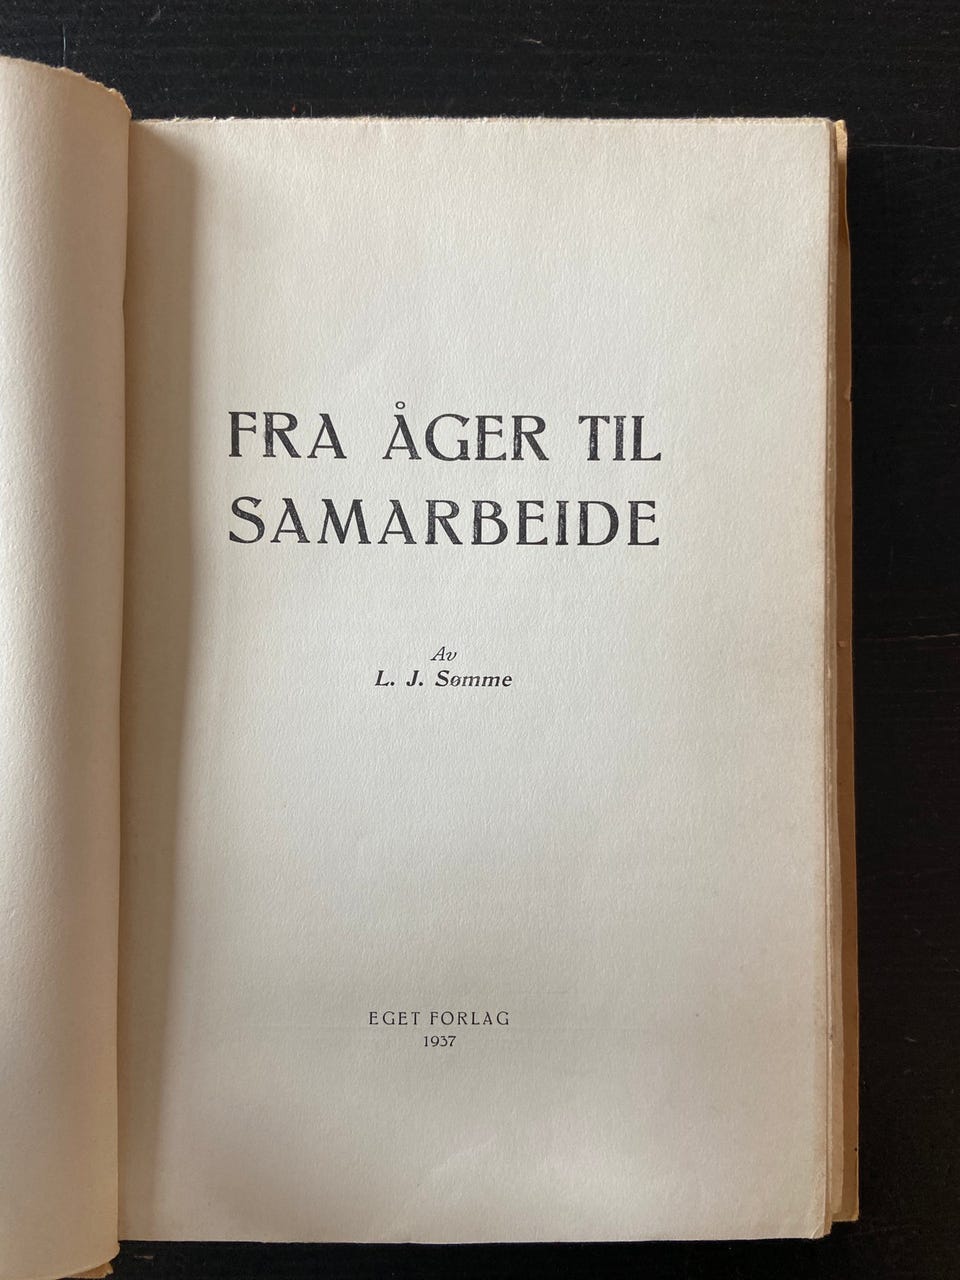 FRA ÅGER TIL
SAMARBEIDE
Av
L. J. Sømme
EGET FORLAG
1937